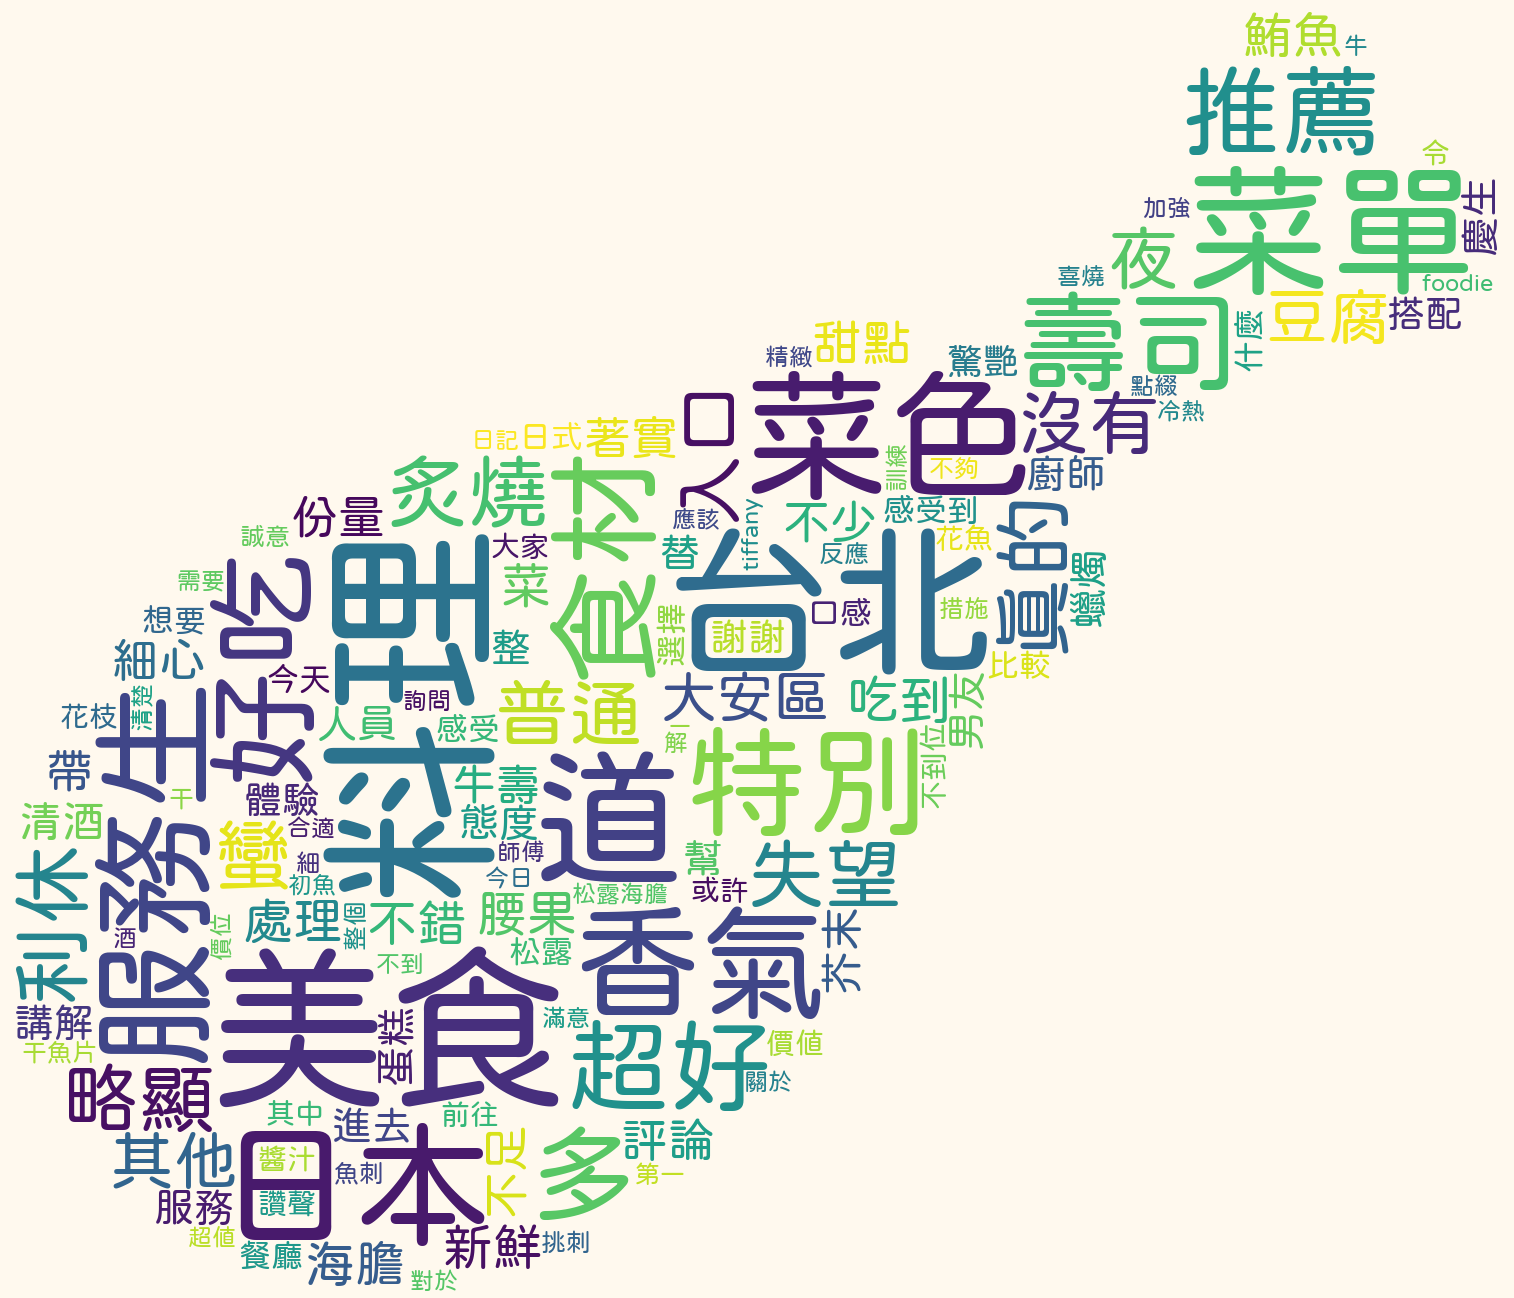 鮪魚
牛
推薦
令
菜單
慶生
加強
夜
喜燒
foodie
豆腐
搭配
壽司
什麼
甜點
精緻
驚艷
點綴
冷熱
菜色
沒有
人口
日記
日式
著實
炙燒
食材
訓練
不夠
廚師
份量
誠意
應該
tiffany
不少
感受到
真的
大家
替
台北
反應
花魚
蠟燭
吃
需要
料理
菜
選擇
謝謝
口感
措施
比較
想要
細心
整
今天
詢問
普通
大安區
吃到
男友
好
生
清楚
花枝
人員
感受
一解
特別
不到位
帶
干
體驗
牛壽
道
清酒
蠻
合適
態度
師傅
細
初魚
今日
幫
失望
或許
利休
服務
酒
價位
處理
整個
不錯
腰果
松露海膽
松露
香氣
芥末
不到
講解
干魚片
美食
蛋糕
滿意
超好
價值
關於
略顯
其中
進去
前往
其他
日本
醬汁
讚聲
魚刺
不足
多
評論
第一
服務
超值
餐廳
海膽
新鮮
挑刺
對於